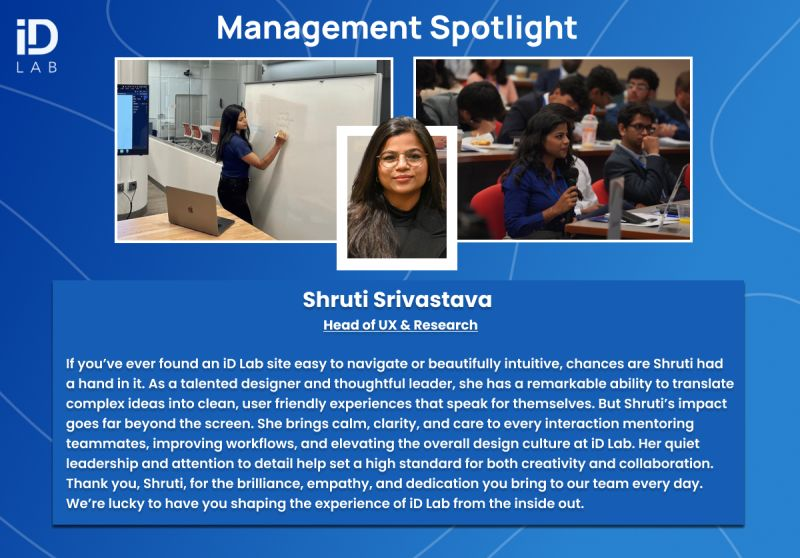 iD
LAB
Management Spotlight
Shruti Srivastava
Head of UX & Research
If you’ve ever found an iD Lab site easy to navigate or beautifully intuitive, chances are Shruti had
a hand in it. As a talented designer and thoughtful leader, she has a remarkable ability to translate
complex ideas into clean, user friendly experiences that speak for themselves. But Shruti’s impact
goes far beyond the screen. She brings calm, clarity, and care to every interaction mentoring
teammates, improving workflows, and elevating the overall design culture at iD Lab. Her quiet
leadership and attention to detail help set a high standard for both creativity and collaboration.
Thank you, Shruti, for the brilliance, empathy, and dedication you bring to our team every day.
We’re lucky to have you shaping the experience of iD Lab from the inside out.